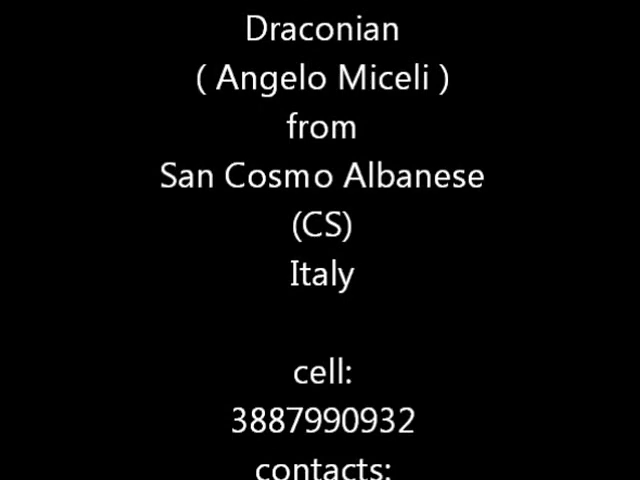 Draconian
( Angelo Miceli )
from
San Cosmo Albanese
(CS)
Italy
cell:
3887990932
contacts: